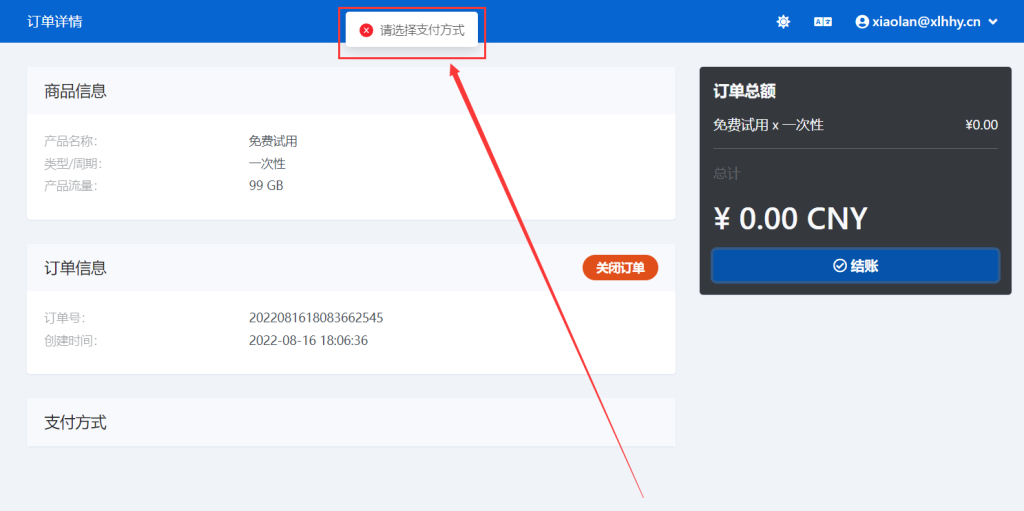 订单详情
请选择支付方式
xiaolan@xlhhy.cn
商品信息
产品名称： 免费试用
类型/周期： 一次性
产品流量： 99 GB
订单信息
关闭订单
订单号： 2022081618083662545
创建时间： 2022-08-16 18:06:36
支付方式
订单总额
免费试用 x 一次性 ¥0.00
总计
¥ 0.00 CNY
结账